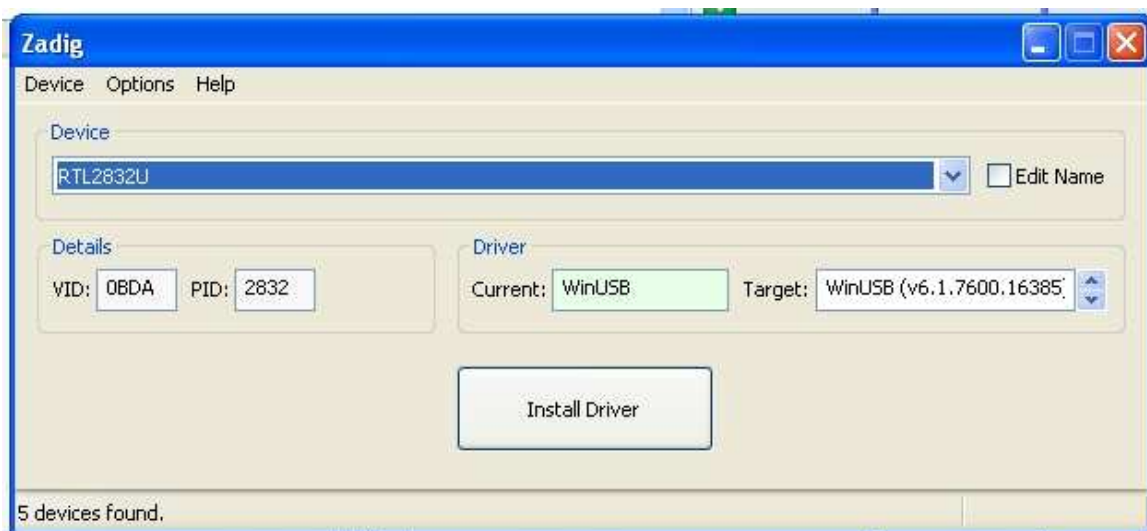 Zadig
Device Options Help
Device
RTL2832U
Edit Name
Details
Driver
VID: 0BDA PID: 2832
Current: WinUSB Target: WinUSB (v6.1.7600.16385)
Install Driver
5 devices found.